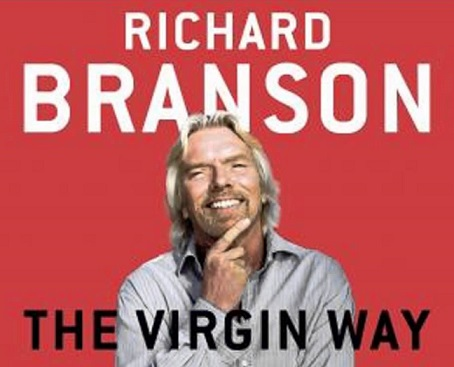 RICHARD
BRANSON
THE VIRGIN WAY